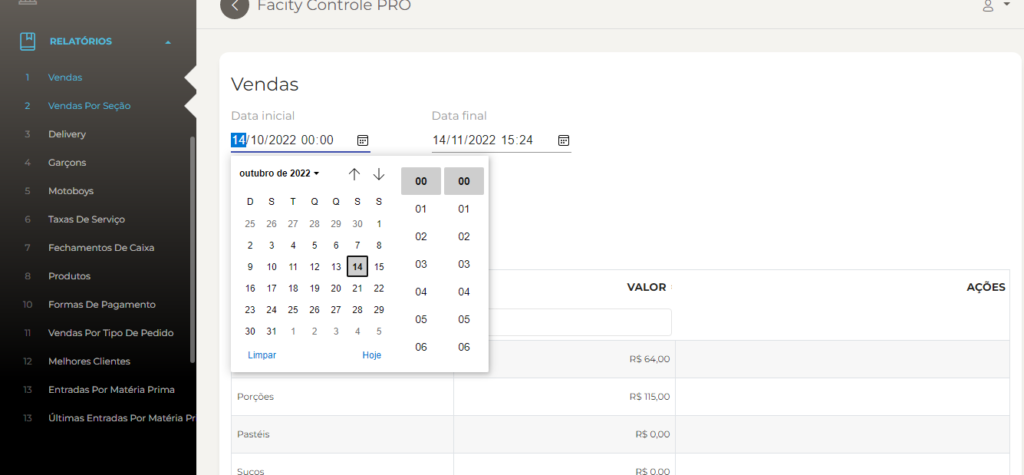 Facity Controle PRO
RELATÓRIOS
1 Vendas
2 Vendas Por Seção
3 Delivery
4 Garçons
5 Motoboys
6 Taxas De Serviço
7 Fechamentos De Caixa
8 Produtos
10 Formas De Pagamento
11 Vendas Por Tipo De Pedido
12 Melhores Clientes
13 Entradas Por Matéria Prima
13 Últimas Entradas Por Matéria Pr
Vendas
Data inicial Data final
14/10/2022 00:00 14/11/2022 15:24
outubro de 2022
D S T Q Q S S
25 26 27 28 29 30 1
2 3 4 5 6 7 8
9 10 11 12 13 14 15
16 17 18 19 20 21 22
23 24 25 26 27 28 29
30 31 1 2 3 4 5
Limpar Hoje
00 00
01 01
02 02
03 03
04 04
05 05
06 06
VALOR AÇÕES
R$ 64,00
Porções R$ 115,00
Pastéis R$ 0,00
Sucos R$ 0,00